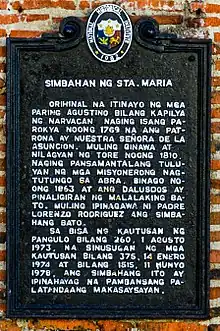 1982
SIMBAHAN NG STA. MARIA
ORIHINAL NA ITINAYO NG MGA
PARING AGUSTINO BILANG KAPILYA
NG NARVACAN NAGING ISANG PA-
ROKYA NOONG 1769 NA ANG PAT-
RONA AY NUESTRA SEÑORA DE LA
ASUNCION. MULING GINAWA AT
NILAGYAN NG TORE NOONG 1810.
NAGING PANSAMANTALANG TULU-
YAN NG MGA MISYONERONG NAG-
TUTUNGO SA ABRA. BINAGO NO-
ONG 1863 AT ANG DALUSDOS AY
PINALIGIRAN NG MALALAKING BA-
TO. MULING IPINAGAWA NI PADRE
LORENZO RODRIGUEZ ANG SIMBA-
HANG BATO.
SA BISA NG KAUTUSAN NG
PANGULO BILANG 260, 1 AGOSTO
1973, NA SINUSUGAN NG MGA
KAUTUSAN BILANG 375, 14 ENERO
1974 AT BILANG 1515, 11 HUNYO
1978, ANG SIMBAHANG ITO AY
IPINAHAYAG NA PAMBANSANG PA-
LATANDAANG MAKASAYSAYAN.